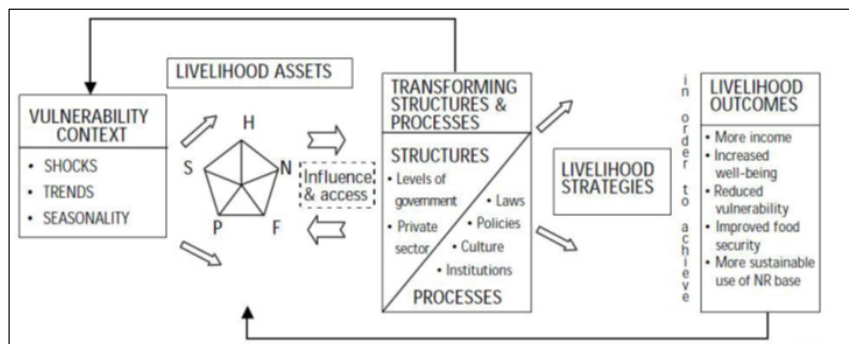 LIVELIHOOD ASSETS
VULNERABILITY
CONTEXT
• SHOCKS
• TRENDS
• SEASONALITY
H
S
N
P
F
Influence
& access
TRANSFORMING
STRUCTURES &
PROCESSES
STRUCTURES
• Levels of
government
• Private
sector
• Laws
• Policies
• Culture
• Institutions
PROCESSES
LIVELIHOOD
STRATEGIES
in order to achieve
LIVELIHOOD
OUTCOMES
• More income
• Increased
well-being
• Reduced
vulnerability
• Improved food
security
• More sustainable
use of NR base